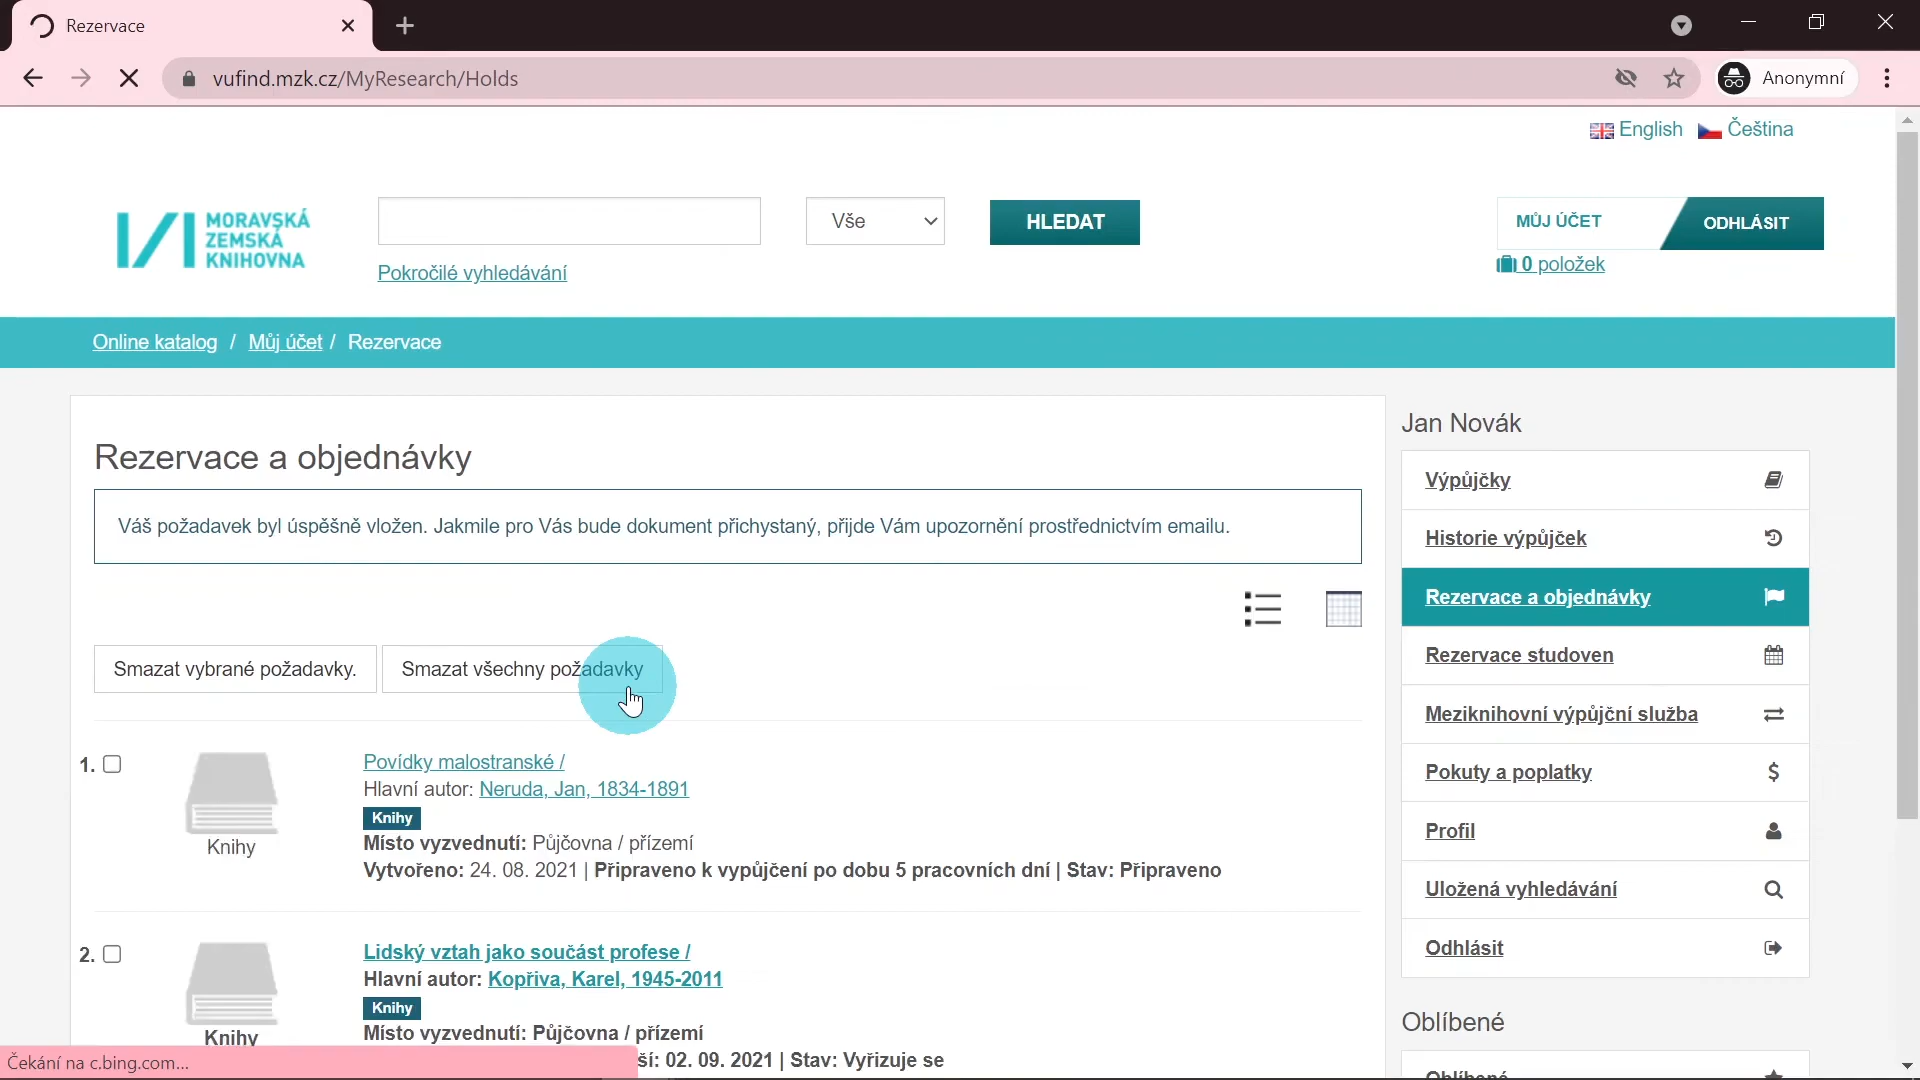 Rezervace
vufind.mzk.cz/MyResearch/Holds
Anonymní
English
Čeština
MORAVSKÁ
ZEMSKÁ
KNIHOVNA
Vše
HLEDAT
Pokročilé vyhledávání
MŮJ ÚČET
ODHLÁSIT
0 položek
Online katalog / Můj účet / Rezervace
Rezervace a objednávky
Váš požadavek byl úspěšně vložen. Jakmile pro Vás bude dokument přichystaný, přijde Vám upozornění prostřednictvím emailu.
Smazat vybrané požadavky.
Smazat všechny požadavky
1.
Knihy
Povídky malostranské /
Hlavní autor: Neruda, Jan, 1834-1891
Knihy
Místo vyzvednutí: Půjčovna / přízemí
Vytvořeno: 24. 08. 2021 | Připraveno k vypůjčení po dobu 5 pracovních dní | Stav: Připraveno
2.
Knihy
Lidský vztah jako součást profese /
Hlavní autor: Kopřiva, Karel, 1945-2011
Knihy
Místo vyzvednutí: Půjčovna / přízemí
ší: 02. 09. 2021 | Stav: Vyřizuje se
Jan Novák
Výpůjčky
Historie výpůjček
Rezervace a objednávky
Rezervace studoven
Meziknihovní výpůjční služba
Pokuty a poplatky
$
Profil
Uložená vyhledávání
Odhlásit
Oblíbené
Oblíbené
Čekání na c.bing.com...